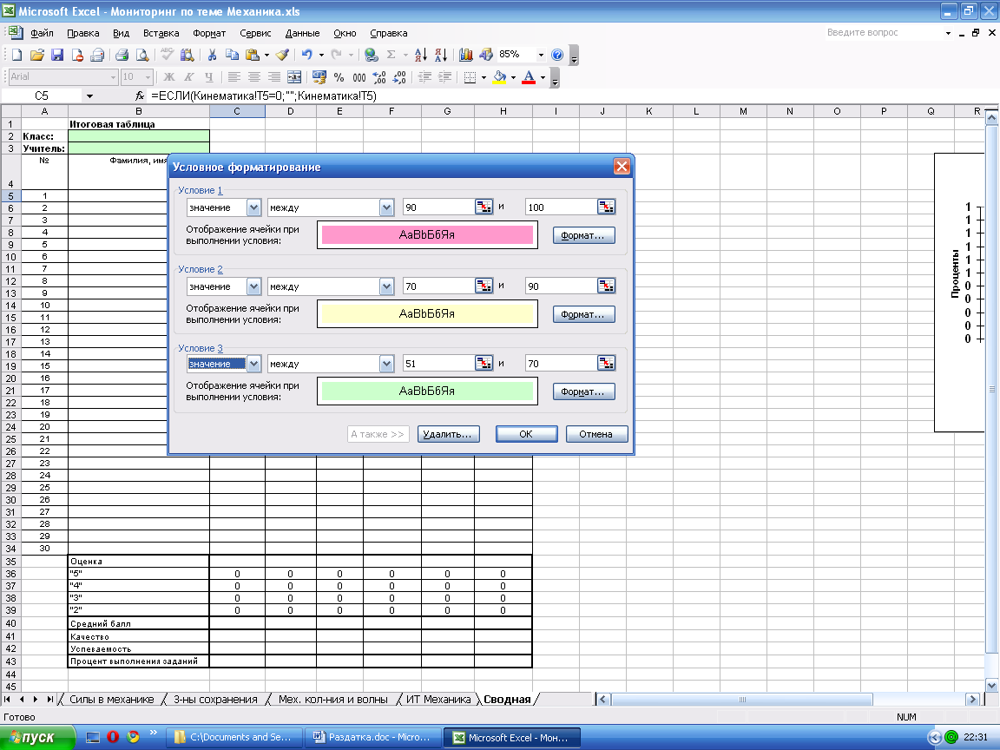 Microsoft Excel - Мониторинг по теме Механика.xls
Файл Правка Вид Вставка Формат Сервис Данные Окно Справка Введите вопрос
85%
Arial 10 Ж К Ч % 000
C5 fx =ЕСЛИ(Кинематика!T5=0;"";Кинематика!T5)
A B C D E F G H I J K L M N O P Q R
1 Итоговая таблица
2 Класс:
3 Учитель:
4 № Фамилия, имя
5 1
6 2
7 3
8 4
9 5
10 6
11 7
12 8
13 9
14 10
15 11
16 12
17 13
18 14
19 15
20 16
21 17
22 18
23 19
24 20
25 21
26 22
27 23
28 24
29 25
30 26
31 27
32 28
33 29
34 30
35 Оценка
36 "5" 0 0 0 0 0 0
37 "4" 0 0 0 0 0 0
38 "3" 0 0 0 0 0 0
39 "2" 0 0 0 0 0 0
40 Средний балл
41 Качество
42 Успеваемость
43 Процент выполнения заданий
44
45
Условное форматирование
Условие 1
значение между 90 и 100
Отображение ячейки при
выполнении условия:
АаВbБбЯя
Формат...
Условие 2
значение между 70 и 90
Отображение ячейки при
выполнении условия:
АаВbБбЯя
Формат...
Условие 3
значение между 51 и 70
Отображение ячейки при
выполнении условия:
АаВbБбЯя
Формат...
А также >> Удалить... ОК Отмена
Проценты
1
1
1
1
1
1
0
0
0
0
0
Силы в механике З-ны сохранения Мех. кол-ния и волны ИТ Механика Сводная
Готово NUM
пуск C:\Documents and Se... Раздатка.doc - Micro... Microsoft Excel - Мон... 22:31